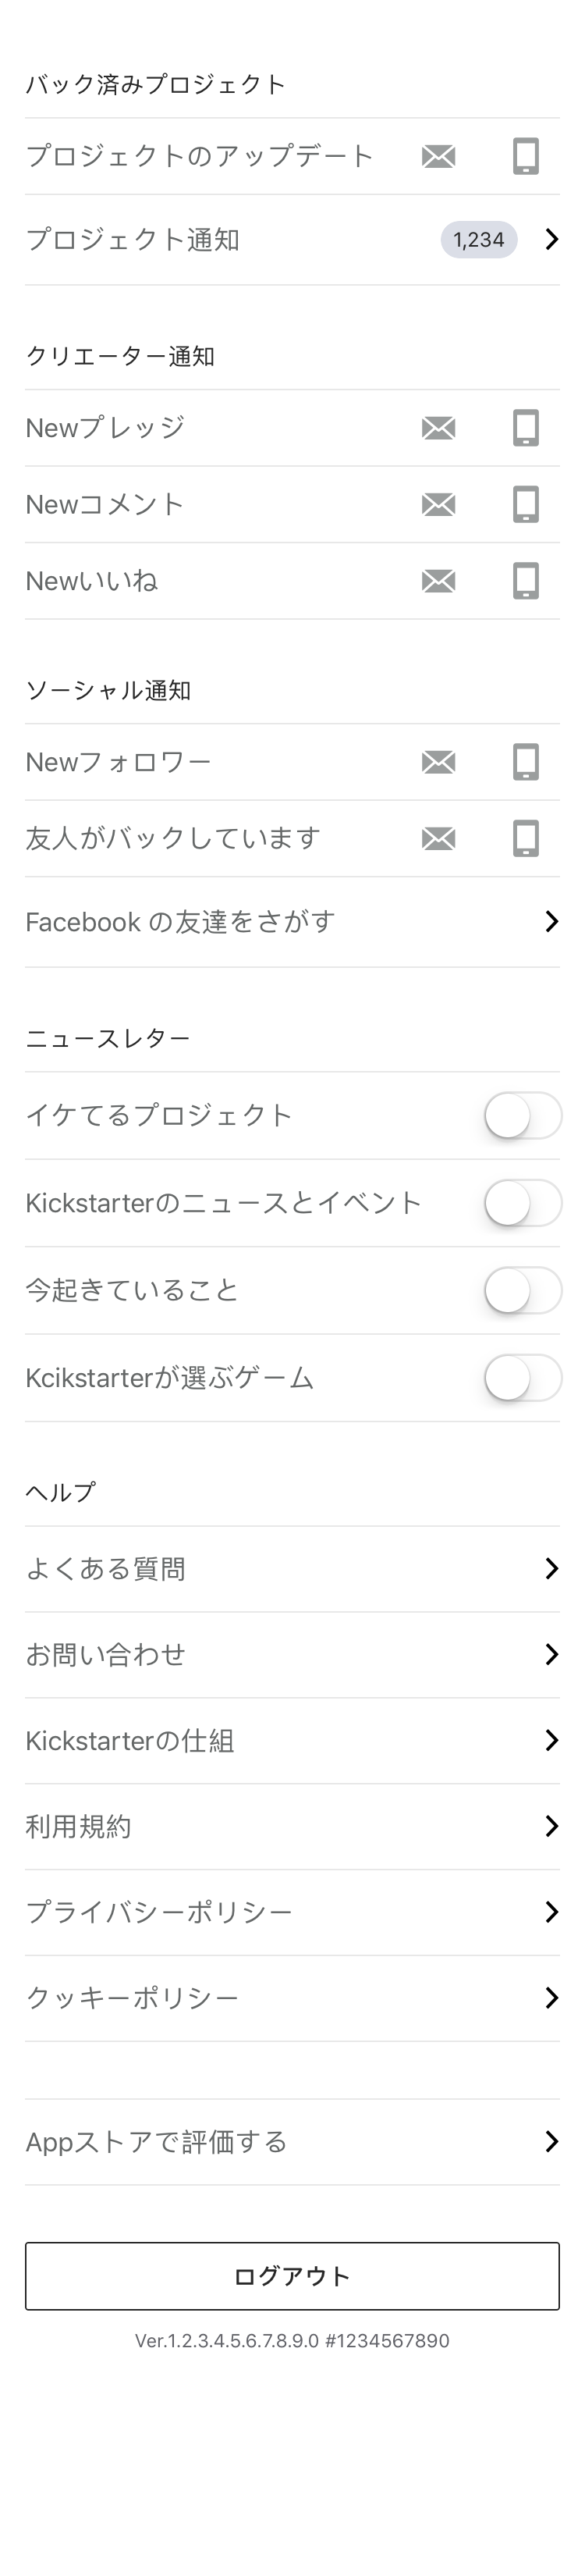 バック済みプロジェクト
プロジェクトのアップデート
プロジェクト通知 1,234
クリエーター通知
Newプレッジ
Newコメント
Newいいね
ソーシャル通知
Newフォロワー
友人がバックしています
Facebook の友達をさがす
ニュースレター
イケてるプロジェクト
Kickstarterのニュースとイベント
今起きていること
Kcikstarterが選ぶゲーム
ヘルプ
よくある質問
お問い合わせ
Kickstarterの仕組
利用規約
プライバシーポリシー
クッキーポリシー
Appストアで評価する
ログアウト
Ver.1.2.3.4.5.6.7.8.9.0 #1234567890